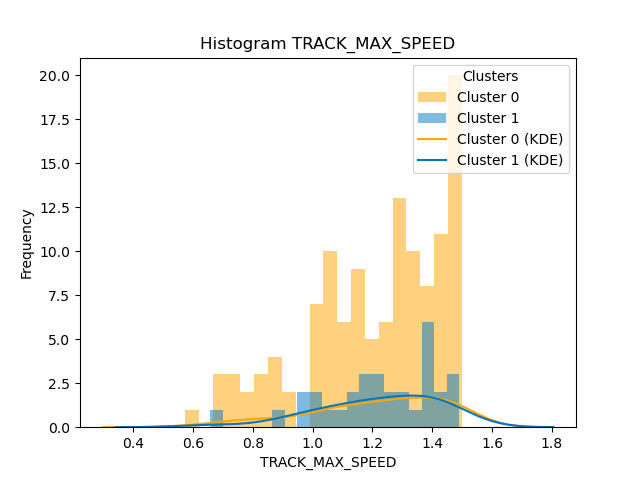 Histogram TRACK_MAX_SPEED
Clusters
Cluster 0
Cluster 1
Cluster 0 (KDE)
Cluster 1 (KDE)
20.0
17.5
15.0
12.5
10.0
7.5
5.0
2.5
0.0
Frequency
0.4 0.6 0.8 1.0 1.2 1.4 1.6 1.8
TRACK_MAX_SPEED